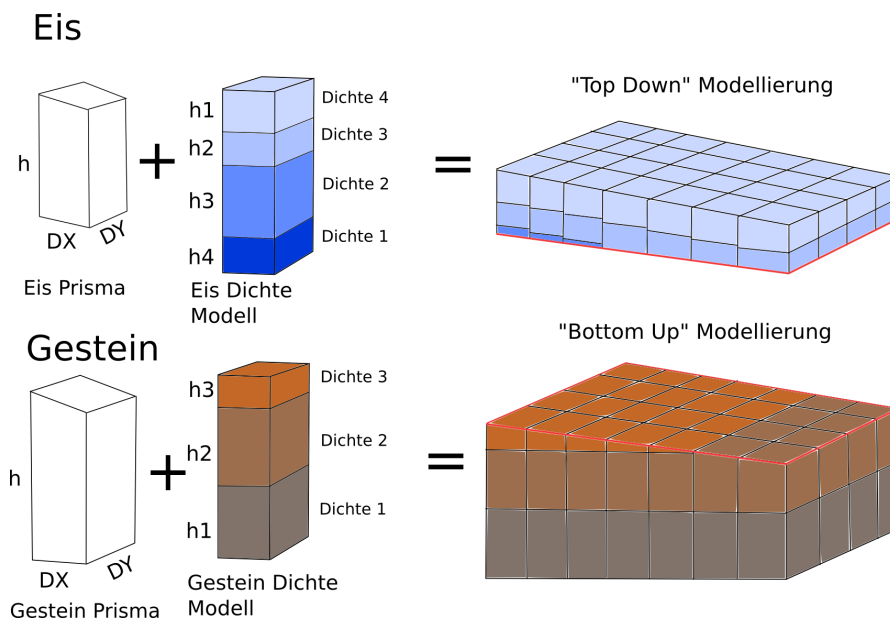 Eis
"Top Down" Modellierung
h
DX
DY
Eis Prisma
+
h1
h2
h3
h4
Dichte 4
Dichte 3
Dichte 2
Dichte 1
Eis Dichte
Modell
=
Gestein
"Bottom Up" Modellierung
h
DX
DY
Gestein Prisma
+
h3
h2
h1
Dichte 3
Dichte 2
Dichte 1
Gestein Dichte
Modell
=